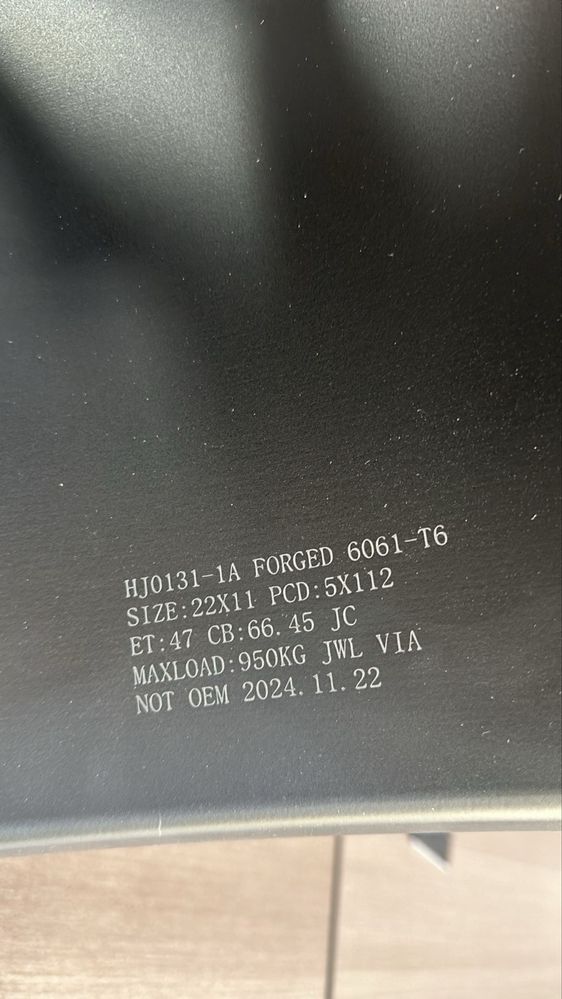 HJ0131-1A FORGED 6061-T6
SIZE:22X11 PCD:5X112
ET:47 CB:66.45 JC
MAXLOAD:950KG JWL VIA
NOT OEM 2024.11.22